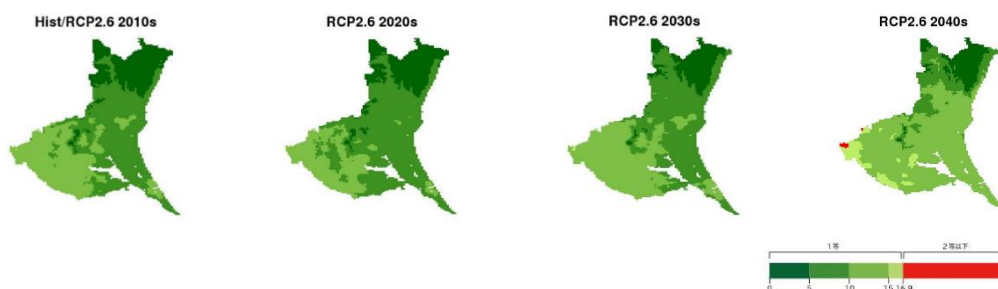 Hist/RCP2.6 2010s
RCP2.6 2020s
RCP2.6 2030s
RCP2.6 2040s
1等 2等以下
0 5 10 15 16.9